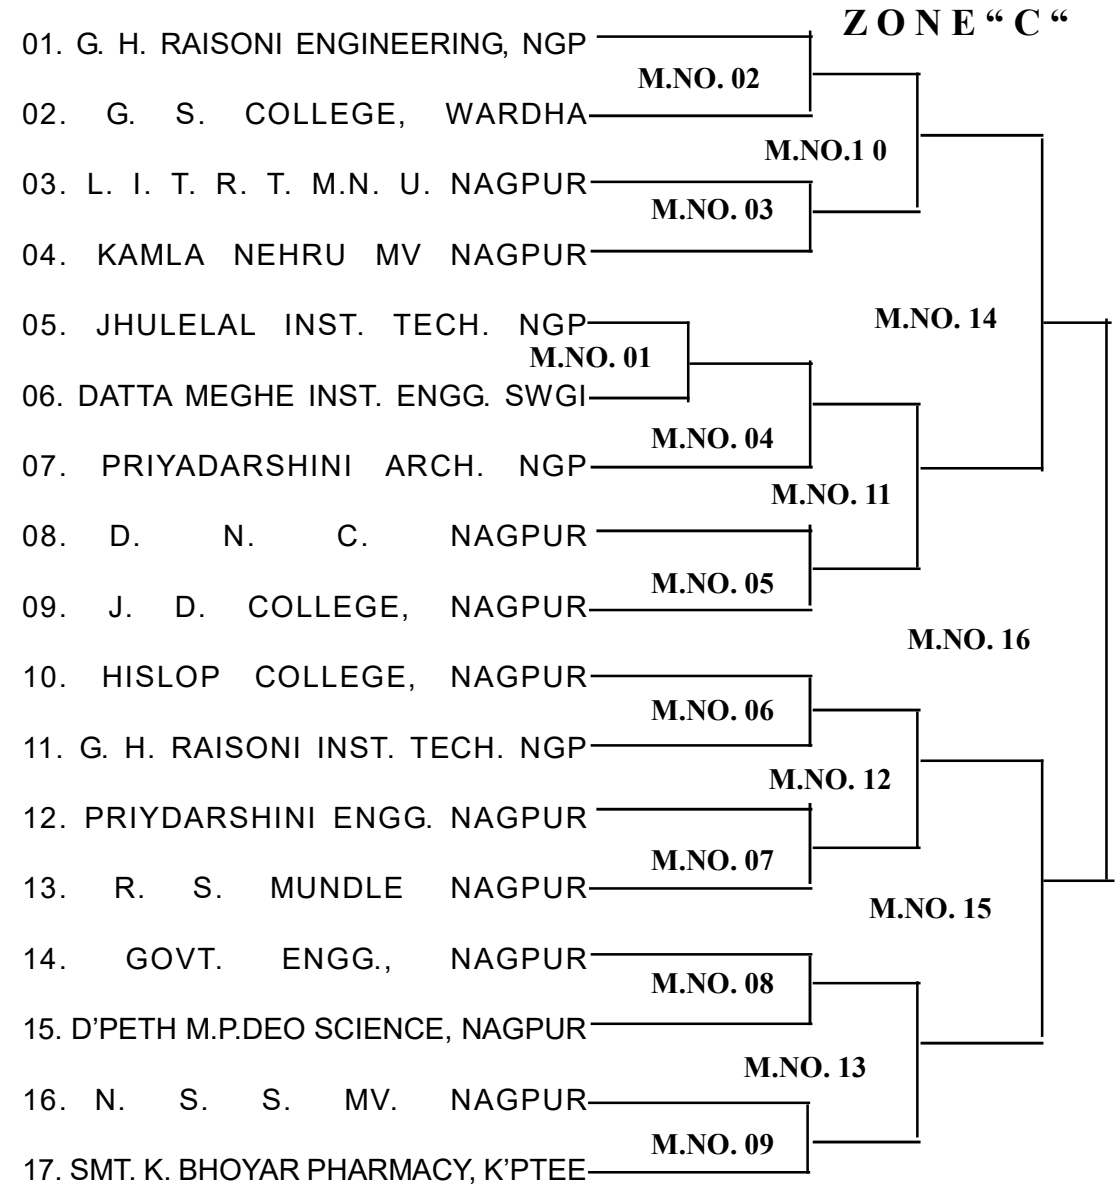 Z O N E “ C “
01. G. H. RAISONI ENGINEERING, NGP
M.NO. 02
02. G. S. COLLEGE, WARDHA
M.NO.1 0
03. L. I. T. R. T. M.N. U. NAGPUR
M.NO. 03
04. KAMLA NEHRU MV NAGPUR
05. JHULELAL INST. TECH. NGP
M.NO. 14
M.NO. 01
06. DATTA MEGHE INST. ENGG. SWGI
M.NO. 04
07. PRIYADARSHINI ARCH. NGP
M.NO. 11
08. D. N. C. NAGPUR
M.NO. 05
09. J. D. COLLEGE, NAGPUR
M.NO. 16
10. HISLOP COLLEGE, NAGPUR
M.NO. 06
11. G. H. RAISONI INST. TECH. NGP
M.NO. 12
12. PRIYDARSHINI ENGG. NAGPUR
M.NO. 07
13. R. S. MUNDLE NAGPUR
M.NO. 15
14. GOVT. ENGG., NAGPUR
M.NO. 08
15. D’PETH M.P.DEO SCIENCE, NAGPUR
M.NO. 13
16. N. S. S. MV. NAGPUR
M.NO. 09
17. SMT. K. BHOYAR PHARMACY, K’PTEE